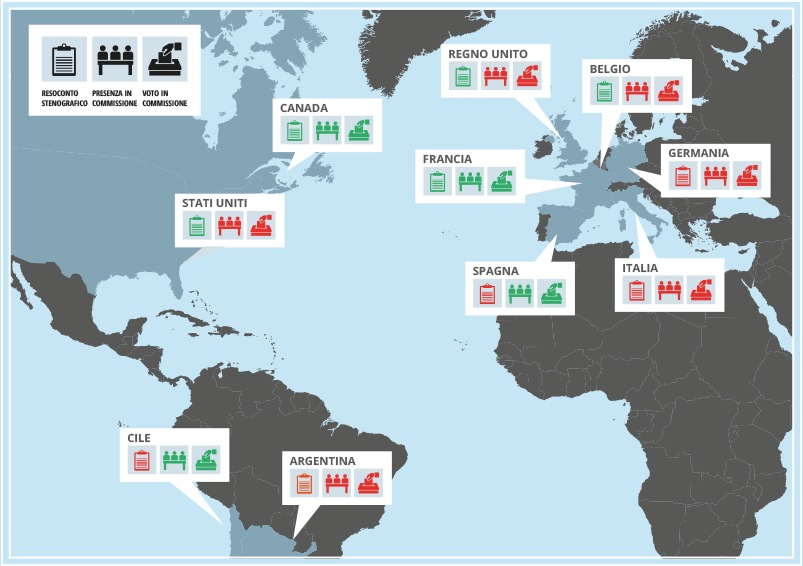 RESOCONTO
STENOGRAFICO
PRESENZA IN
COMMISSIONE
VOTO IN
COMMISSIONE
REGNO UNITO
BELGIO
CANADA
FRANCIA
GERMANIA
STATI UNITI
SPAGNA
ITALIA
CILE
ARGENTINA